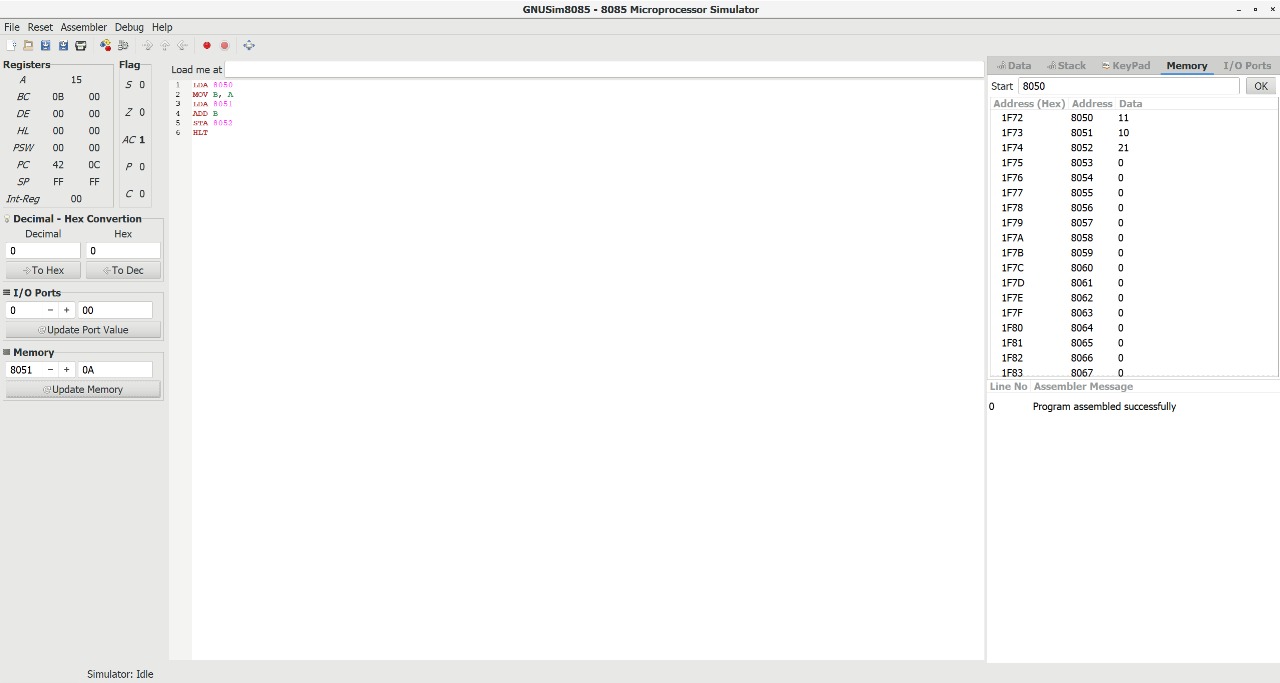 GNUSim8085 - 8085 Microprocessor Simulator
File Reset Assembler Debug Help
Registers
A 15
BC 0B 00
DE 00 00
HL 00 00
PSW 00 00
PC 42 0C
SP FF FF
Int-Reg 00
Flag
S 0
Z 0
AC 1
P 0
C 0
Decimal - Hex Convertion
Decimal Hex
0 0
To Hex To Dec
I/O Ports
0 - + 00
Update Port Value
Memory
8051 - + 0A
Update Memory
Load me at
1 LDA 8050
2 MOV B, A
3 LDA 8051
4 ADD B
5 STA 8052
6 HLT
Data Stack KeyPad Memory I/O Ports
Start 8050 OK
Address (Hex) Address Data
1F72 8050 11
1F73 8051 10
1F74 8052 21
1F75 8053 0
1F76 8054 0
1F77 8055 0
1F78 8056 0
1F79 8057 0
1F7A 8058 0
1F7B 8059 0
1F7C 8060 0
1F7D 8061 0
1F7E 8062 0
1F7F 8063 0
1F80 8064 0
1F81 8065 0
1F82 8066 0
1F83 8067 0
Line No Assembler Message
0 Program assembled successfully
Simulator: Idle